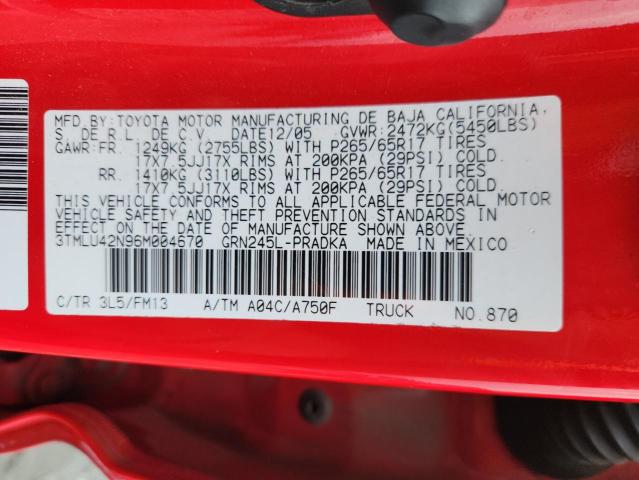 MFD.BY:TOYOTA MOTOR MANUFACTURING DE BAJA CALIFORNIA,
S. DE R.L. DE C.V. DATE12/05 GVWR:2472KG(5450LBS)
GAWR:FR. 1249KG (2755LBS) WITH P265/65R17 TIRES
17X7.5JJ17X RIMS AT 200KPA (29PSI) COLD.
RR. 1410KG (3110LBS) WITH P265/65R17 TIRES
17X7.5JJ17X RIMS AT 200KPA (29PSI) COLD.
THIS VEHICLE CONFORMS TO ALL APPLICABLE FEDERAL MOTOR
VEHICLE SAFETY AND THEFT PREVENTION STANDARDS IN
EFFECT ON THE DATE OF MANUFACTURE SHOWN ABOVE.
3TMLU42N96M004670 GRN245L-PRADKA MADE IN MEXICO
C/TR 3L5/FM13 A/TM A04C/A750F TRUCK NO.870